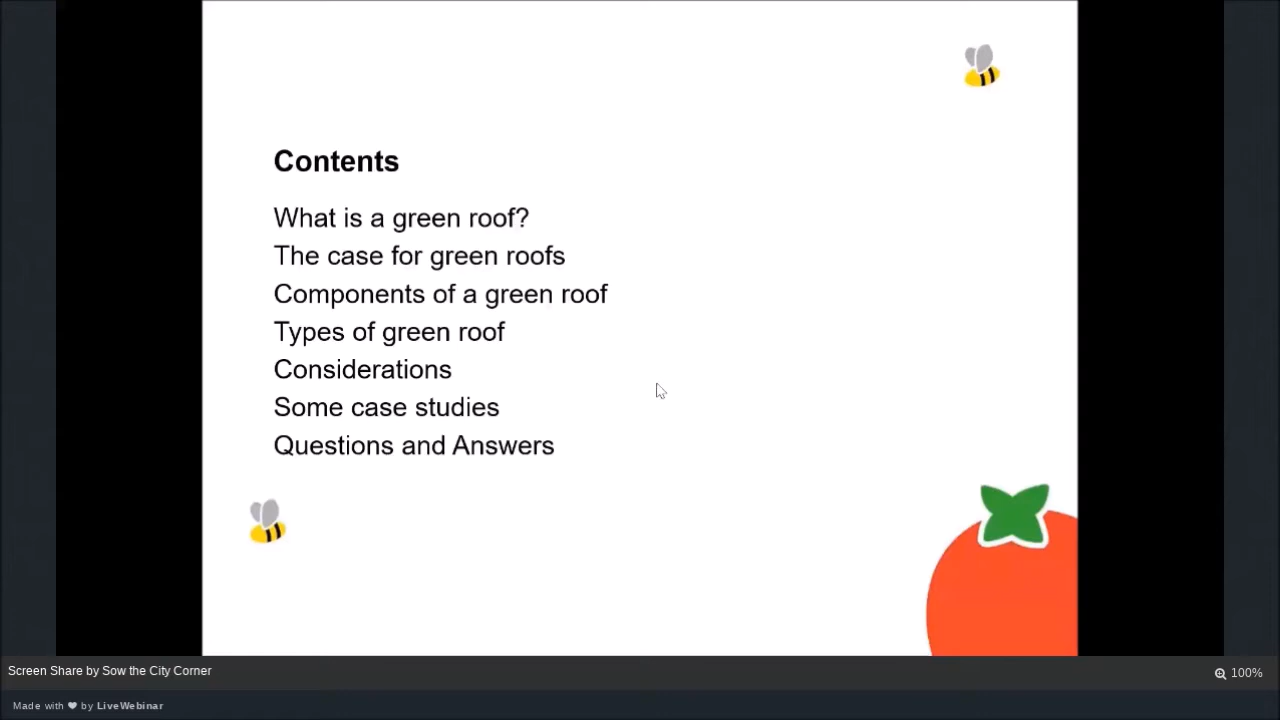 Contents
What is a green roof?
The case for green roofs
Components of a green roof
Types of green roof
Considerations
Some case studies
Questions and Answers
Screen Share by Sow the City Corner
100%
Made with ❤ by LiveWebinar